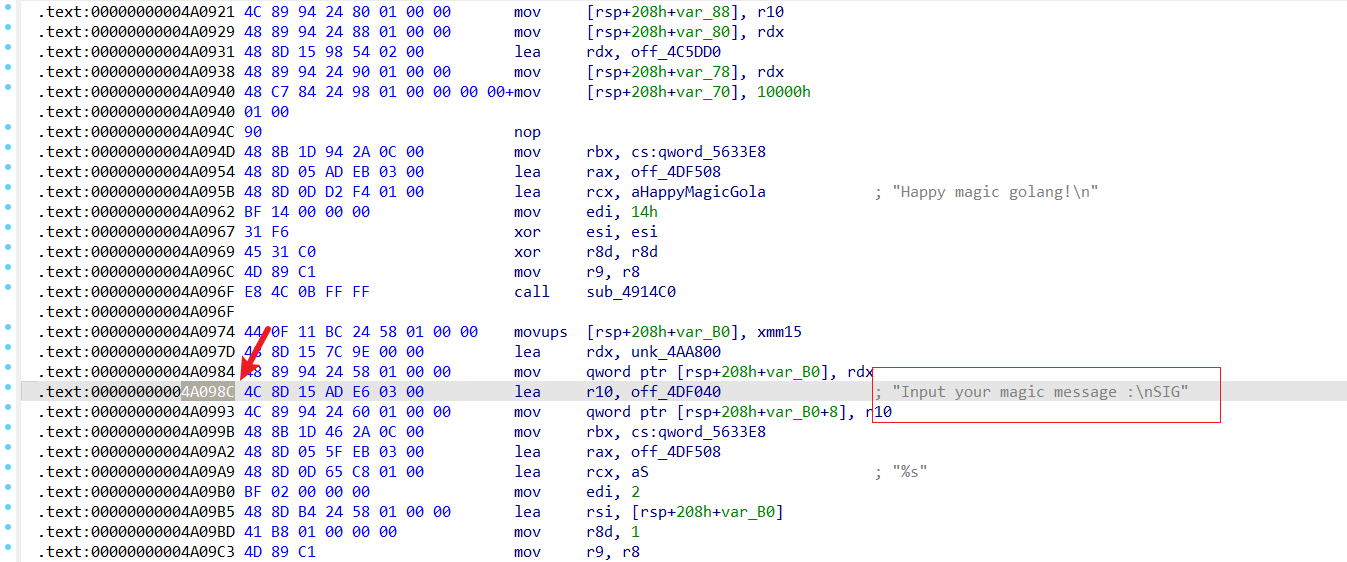 .text:00000000004A0921 4C 89 94 24 80 01 00 00 mov [rsp+208h+var_88], r10
.text:00000000004A0929 48 89 94 24 88 01 00 00 mov [rsp+208h+var_80], rdx
.text:00000000004A0931 48 8D 15 98 54 02 00 lea rdx, off_4C5DD0
.text:00000000004A0938 48 89 94 24 90 01 00 00 mov [rsp+208h+var_78], rdx
.text:00000000004A0940 48 C7 84 24 98 01 00 00 00 00+mov [rsp+208h+var_70], 10000h
.text:00000000004A0940 01 00
.text:00000000004A094C 90 nop
.text:00000000004A094D 48 8B 1D 94 2A 0C 00 mov rbx, cs:qword_5633E8
.text:00000000004A0954 48 8D 05 AD EB 03 00 lea rax, off_4DF508
.text:00000000004A095B 48 8D 0D D2 F4 01 00 lea rcx, aHappyMagicGola ; "Happy magic golang!\n"
.text:00000000004A0962 BF 14 00 00 00 mov edi, 14h
.text:00000000004A0967 31 F6 xor esi, esi
.text:00000000004A0969 45 31 C0 xor r8d, r8d
.text:00000000004A096C 4D 89 C1 mov r9, r8
.text:00000000004A096F E8 4C 0B FF FF call sub_4914C0
.text:00000000004A096F
.text:00000000004A0974 44 0F 11 BC 24 58 01 00 00 movups [rsp+208h+var_B0], xmm15
.text:00000000004A097D 48 8D 15 7C 9E 00 00 lea rdx, unk_4AA800
.text:00000000004A0984 48 89 94 24 58 01 00 00 mov qword ptr [rsp+208h+var_B0], rdx
.text:00000000004A098C 4C 8D 15 AD E6 03 00 lea r10, off_4DF040 ; "Input your magic message :\nSIG"
.text:00000000004A0993 4C 89 94 24 60 01 00 00 mov qword ptr [rsp+208h+var_B0+8], r10
.text:00000000004A099B 48 8B 1D 46 2A 0C 00 mov rbx, cs:qword_5633E8
.text:00000000004A09A2 48 8D 05 5F EB 03 00 lea rax, off_4DF508
.text:00000000004A09A9 48 8D 0D 65 C8 01 00 lea rcx, aS ; "%s"
.text:00000000004A09B0 BF 02 00 00 00 mov edi, 2
.text:00000000004A09B5 48 8D B4 24 58 01 00 00 lea rsi, [rsp+208h+var_B0]
.text:00000000004A09BD 41 B8 01 00 00 00 mov r8d, 1
.text:00000000004A09C3 4D 89 C1 mov r9, r8